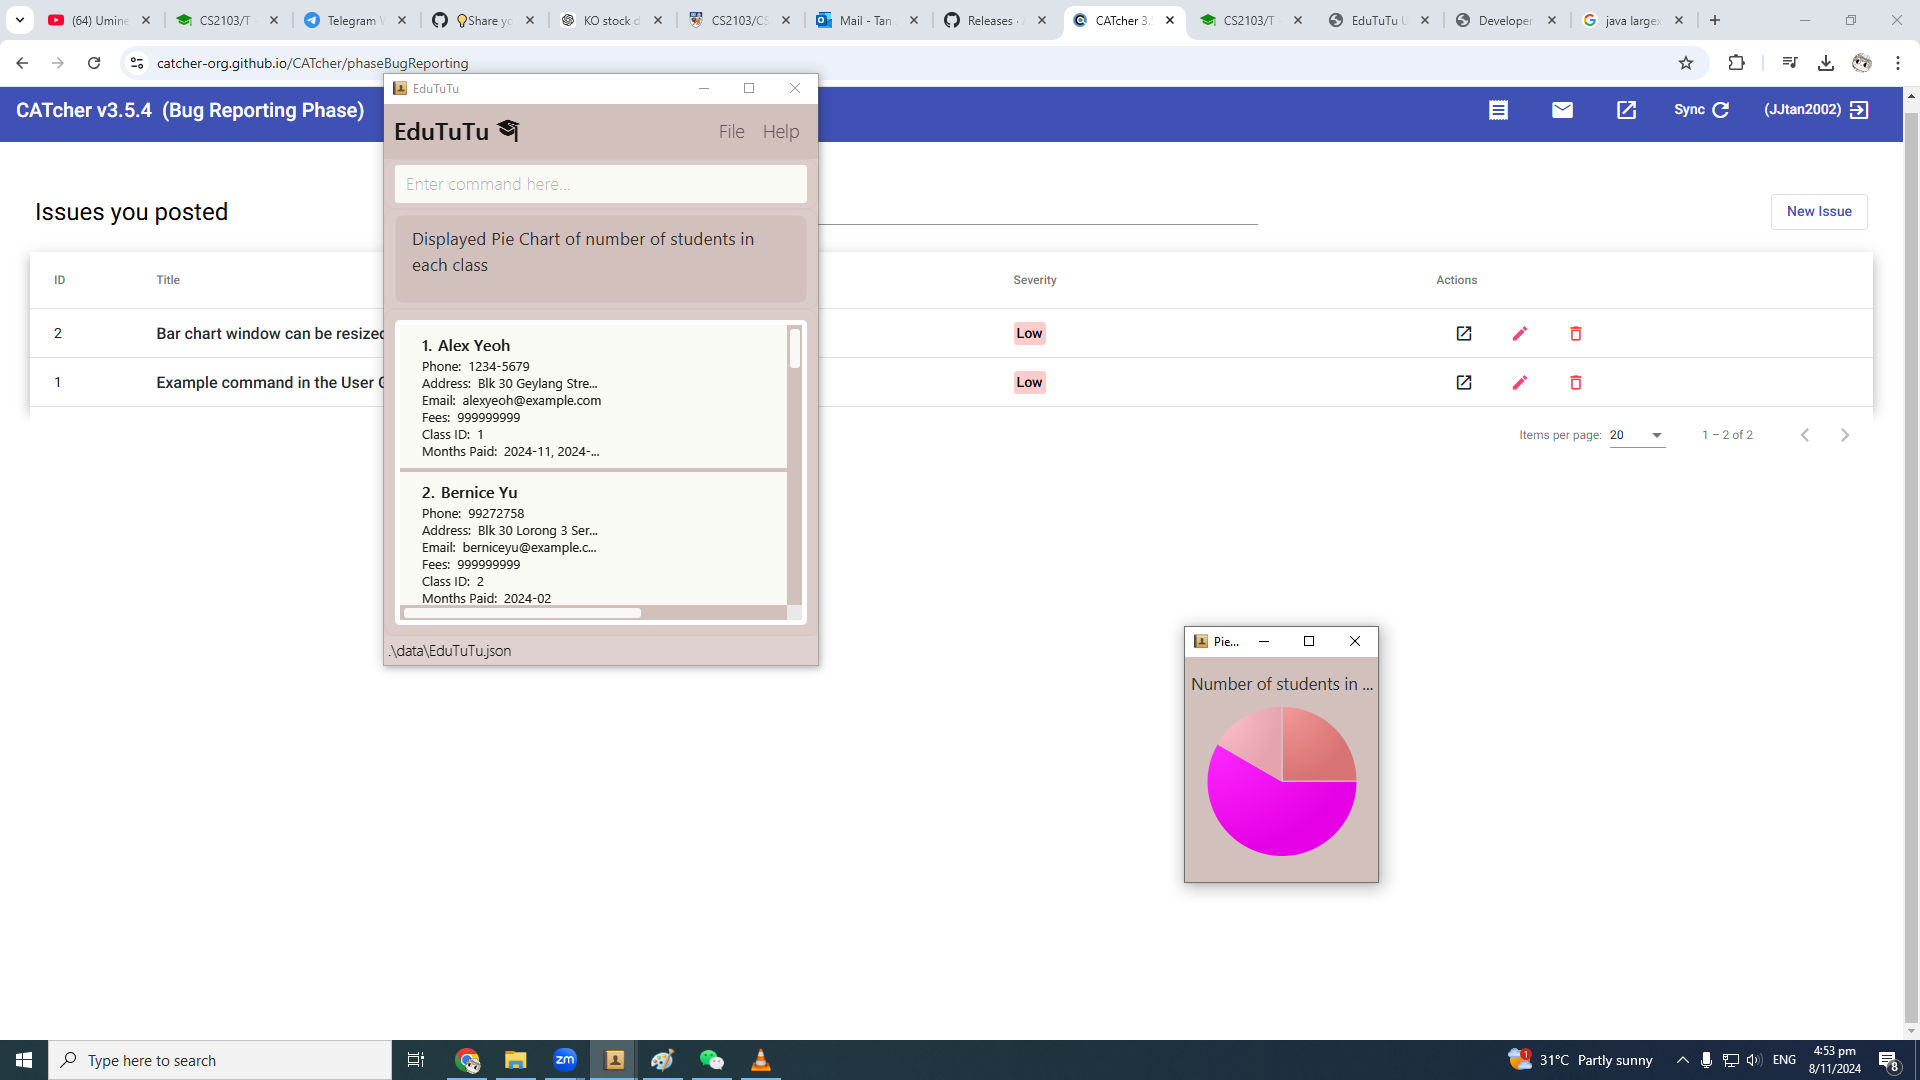 (64) Umine
CS2103/T -
Telegram W
💡Share yo
KO stock d
CS2103/CS
Mail - Tan
Releases ·
CATcher 3.
CS2103/T -
EduTuTu U
Developer
java large
catcher-org.github.io/CATcher/phaseBugReporting
CATcher v3.5.4 (Bug Reporting Phase)
Sync
(JJtan2002)
Issues you posted
New Issue
ID
Title
Severity
Actions
2
Bar chart window can be resized
Low
1
Example command in the User G
Low
Items per page:
20
1 – 2 of 2
EduTuTu
EduTuTu
File
Help
Enter command here...
Displayed Pie Chart of number of students in
each class
1. Alex Yeoh
Phone: 1234-5679
Address: Blk 30 Geylang Stre...
Email: alexyeoh@example.com
Fees: 999999999
Class ID: 1
Months Paid: 2024-11, 2024-...
2. Bernice Yu
Phone: 99272758
Address: Blk 30 Lorong 3 Ser...
Email: berniceyu@example.c...
Fees: 999999999
Class ID: 2
Months Paid: 2024-02
.\data\EduTuTu.json
Pie...
Number of students in ...
Type here to search
zm
1
31°C Partly sunny
ENG
4:53 pm
8/11/2024
8